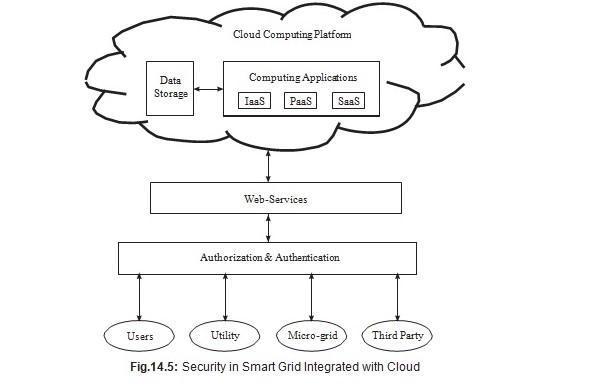 Cloud Computing Platform
Data
Storage
Computing Applications
IaaS PaaS SaaS
Web-Services
Authorization & Authentication
Users Utility Micro-grid Third Party
Fig.14.5: Security in Smart Grid Integrated with Cloud